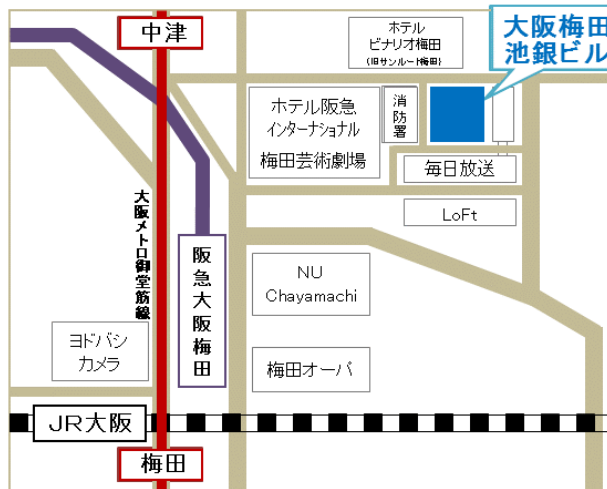 中津
ホテル
ビナリオ梅田
(旧サンルート梅田)
大阪梅田
池銀ビル
ホテル阪急
インターナショナル
梅田芸術劇場
消防署
毎日放送
LoFt
大阪メトロ御堂筋線
阪急大阪梅田
NU
Chayamachi
ヨドバシ
カメラ
梅田オーパ
JR大阪
梅田